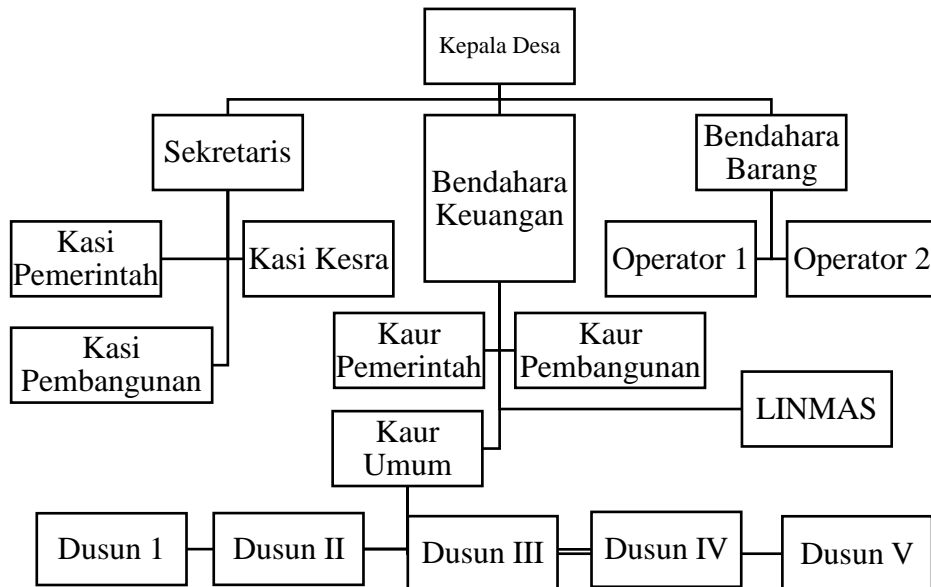 Kepala Desa
Sekretaris
Bendahara
Keuangan
Bendahara
Barang
Kasi
Pemerintah
Kasi Kesra
Operator 1
Operator 2
Kasi
Pembangunan
Kaur
Pemerintah
Kaur
Pembangunan
LINMAS
Kaur
Umum
Dusun 1
Dusun II
Dusun III
Dusun IV
Dusun V